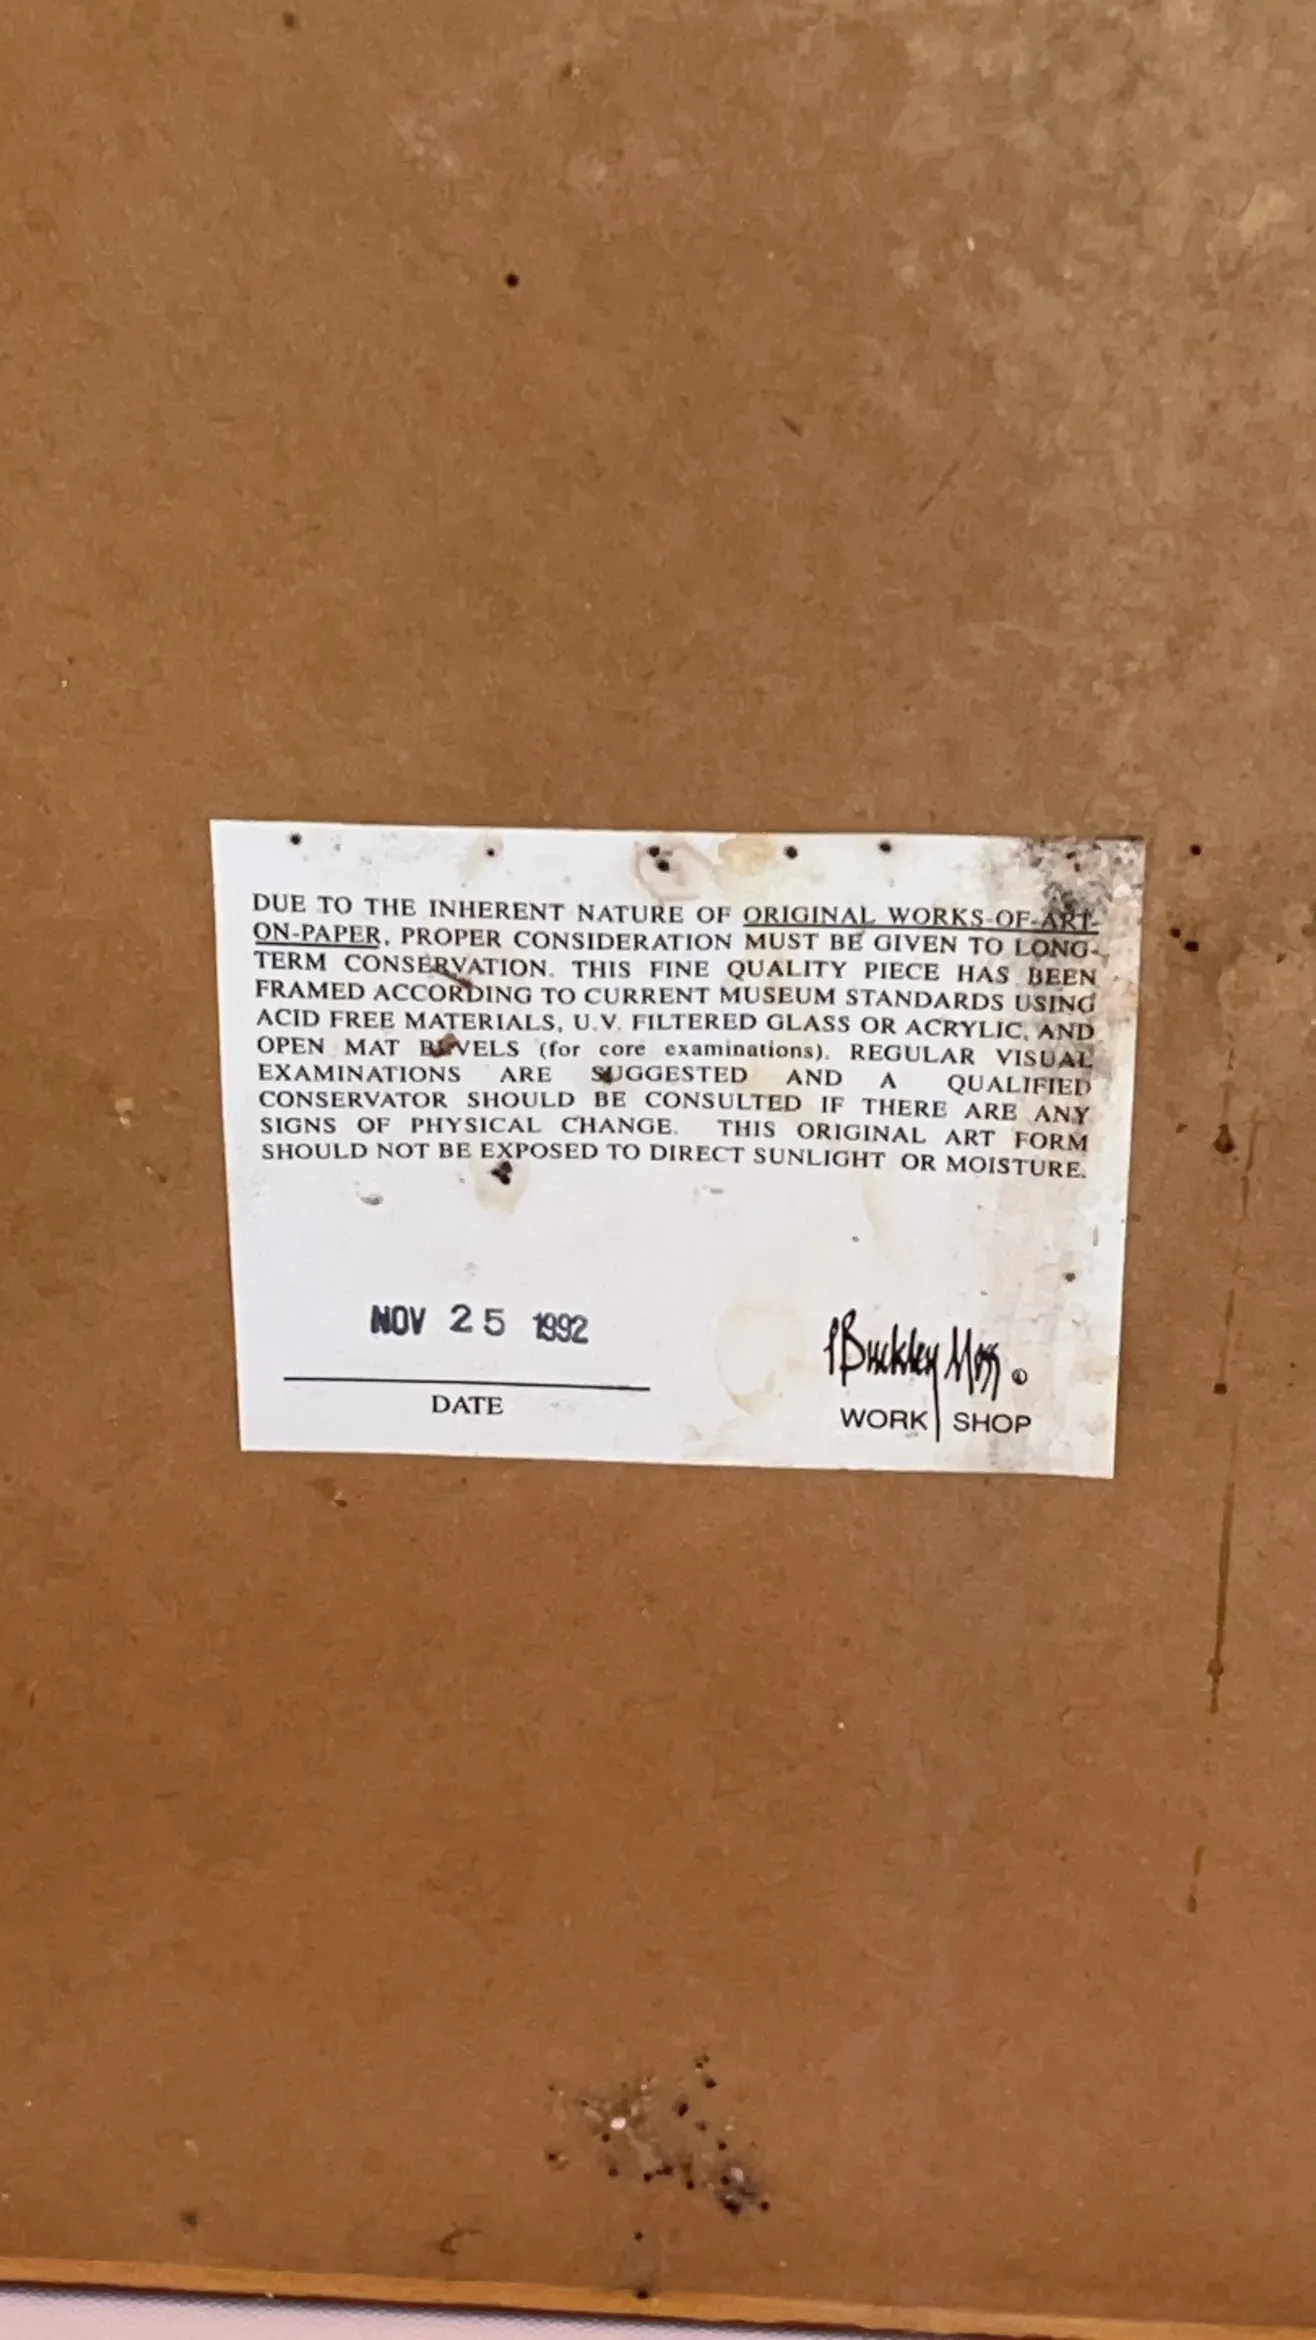 DUE TO THE INHERENT NATURE OF ORIGINAL WORKS-OF-ART-
ON-PAPER, PROPER CONSIDERATION MUST BE GIVEN TO LONG-
TERM CONSERVATION. THIS FINE QUALITY PIECE HAS BEEN
FRAMED ACCORDING TO CURRENT MUSEUM STANDARDS USING
ACID FREE MATERIALS, U.V. FILTERED GLASS OR ACRYLIC, AND
OPEN MAT BEVELS (for core examinations). REGULAR VISUAL
EXAMINATIONS ARE SUGGESTED AND A QUALIFIED
CONSERVATOR SHOULD BE CONSULTED IF THERE ARE ANY
SIGNS OF PHYSICAL CHANGE. THIS ORIGINAL ART FORM
SHOULD NOT BE EXPOSED TO DIRECT SUNLIGHT OR MOISTURE.
NOV 25 1992
DATE
P Buckley Moss
WORK SHOP